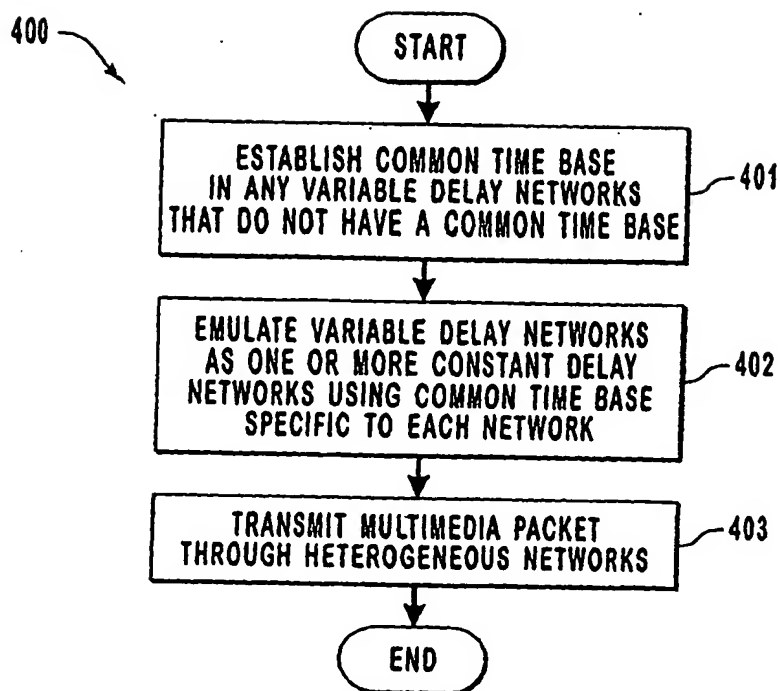 400
START
ESTABLISH COMMON TIME BASE
IN ANY VARIABLE DELAY NETWORKS
THAT DO NOT HAVE A COMMON TIME BASE
401
EMULATE VARIABLE DELAY NETWORKS
AS ONE OR MORE CONSTANT DELAY
NETWORKS USING COMMON TIME BASE
SPECIFIC TO EACH NETWORK
402
TRANSMIT MULTIMEDIA PACKET
THROUGH HETEROGENEOUS NETWORKS
403
END